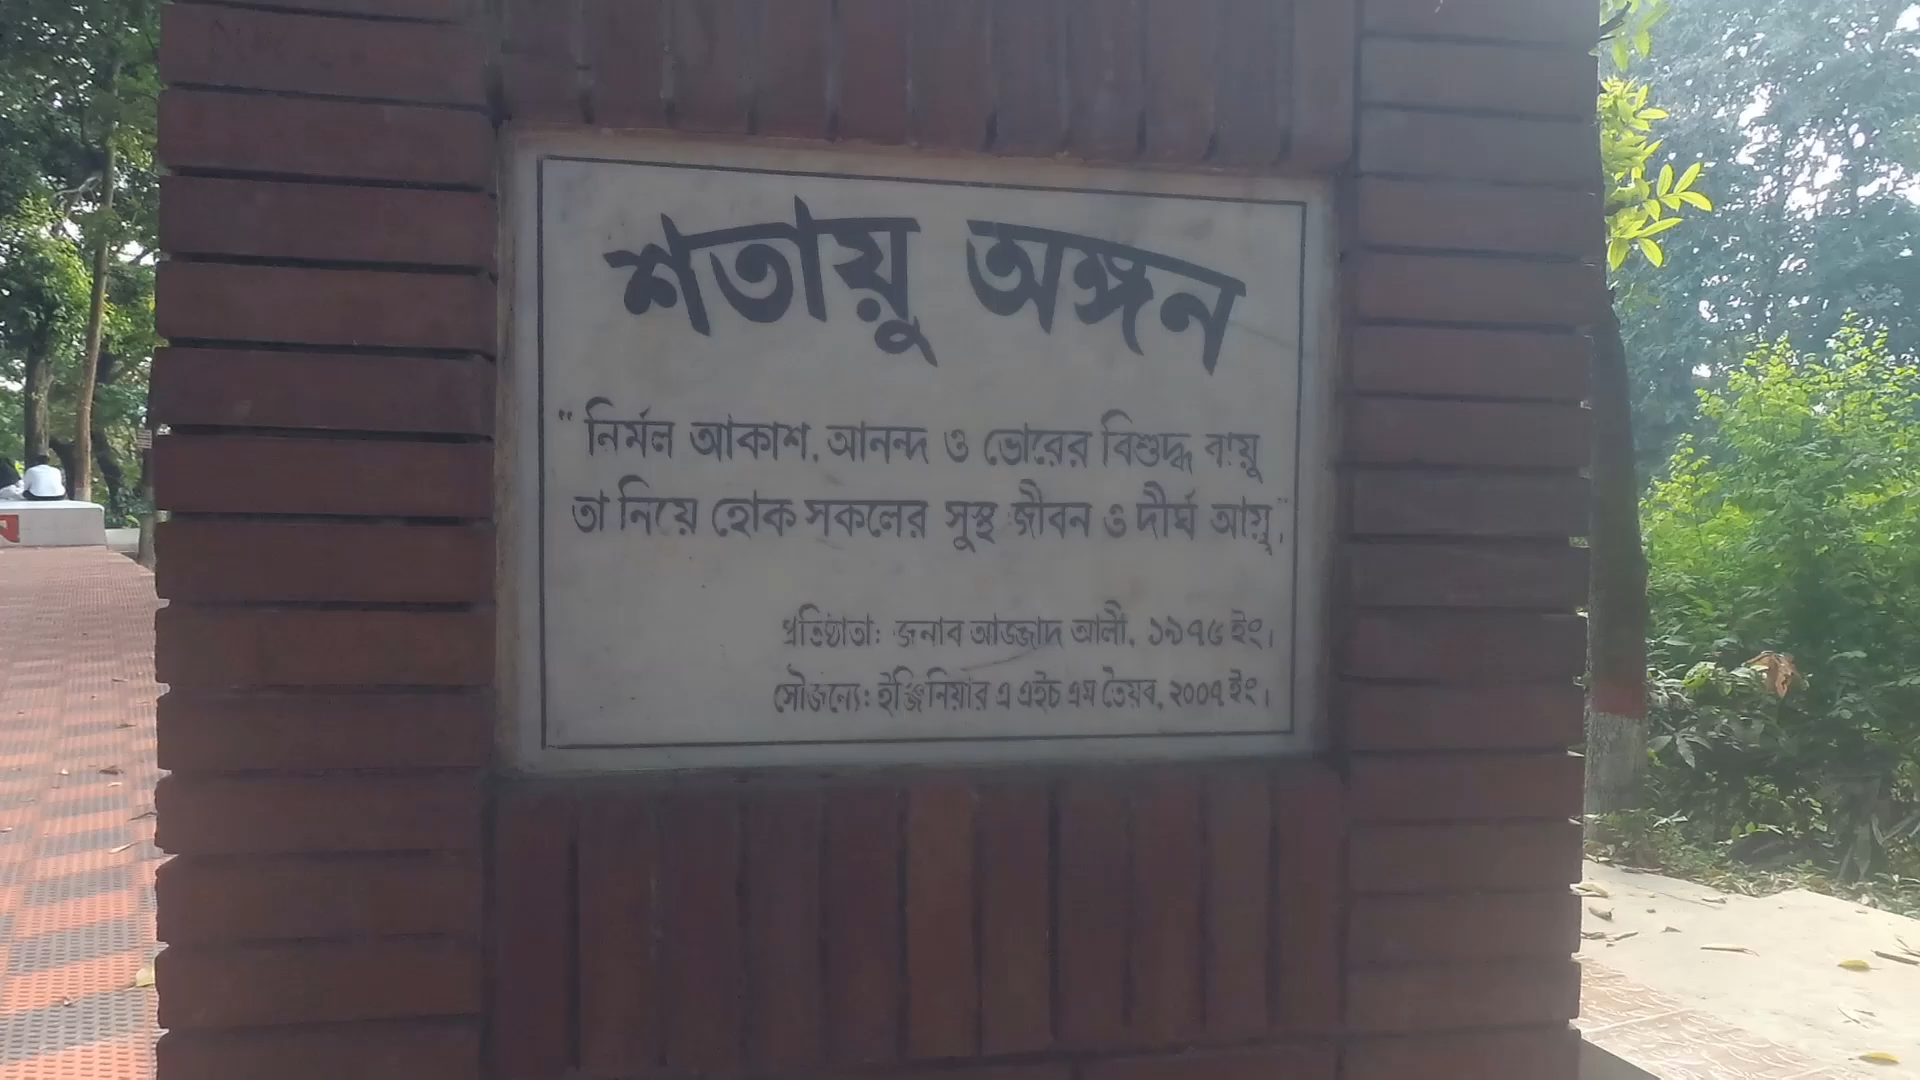 শতায়ু অঙ্গন
"নির্মল আকাশ, আনন্দ ও ভোরের বিশুদ্ধ বায়ু
তা নিয়ে হোক সকলের সুস্থ জীবন ও দীর্ঘ আয়ু,"
প্রতিষ্ঠাতা: জনাব আজ্জাদ আলী, ১৯৭৫ ইং।
সৌজন্যে: ইঞ্জিনিয়ার এ এইচ এম তৈয়ব, ২০০৭ ইং।